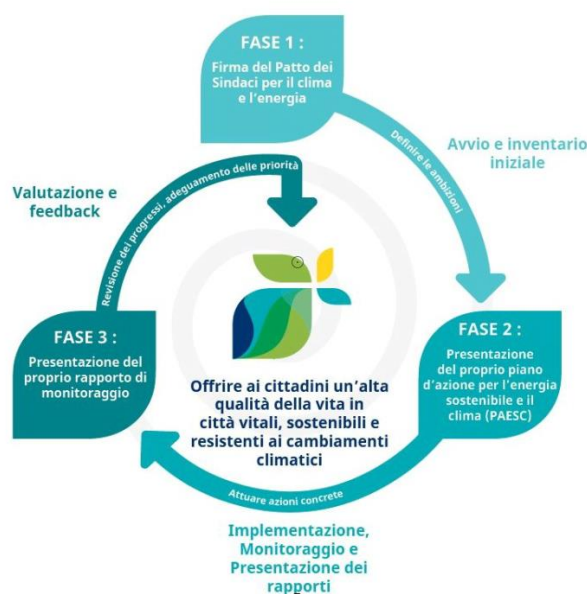 FASE 1 :
Firma del Patto dei
Sindaci per il clima
e l'energia
Definire le ambizioni
Avvio e inventario
iniziale
FASE 2 :
Presentazione
del proprio piano
d'azione per l'energia
sostenibile e il
clima (PAESC)
Attuare azioni concrete
Implementazione,
Monitoraggio e
Presentazione dei
rapporti
FASE 3 :
Presentazione del
proprio rapporto di
monitoraggio
Revisione dei progressi, adeguamento delle priorità
Valutazione e
feedback
Offrire ai cittadini un'alta
qualità della vita in
città vitali, sostenibili e
resistenti ai cambiamenti
climatici